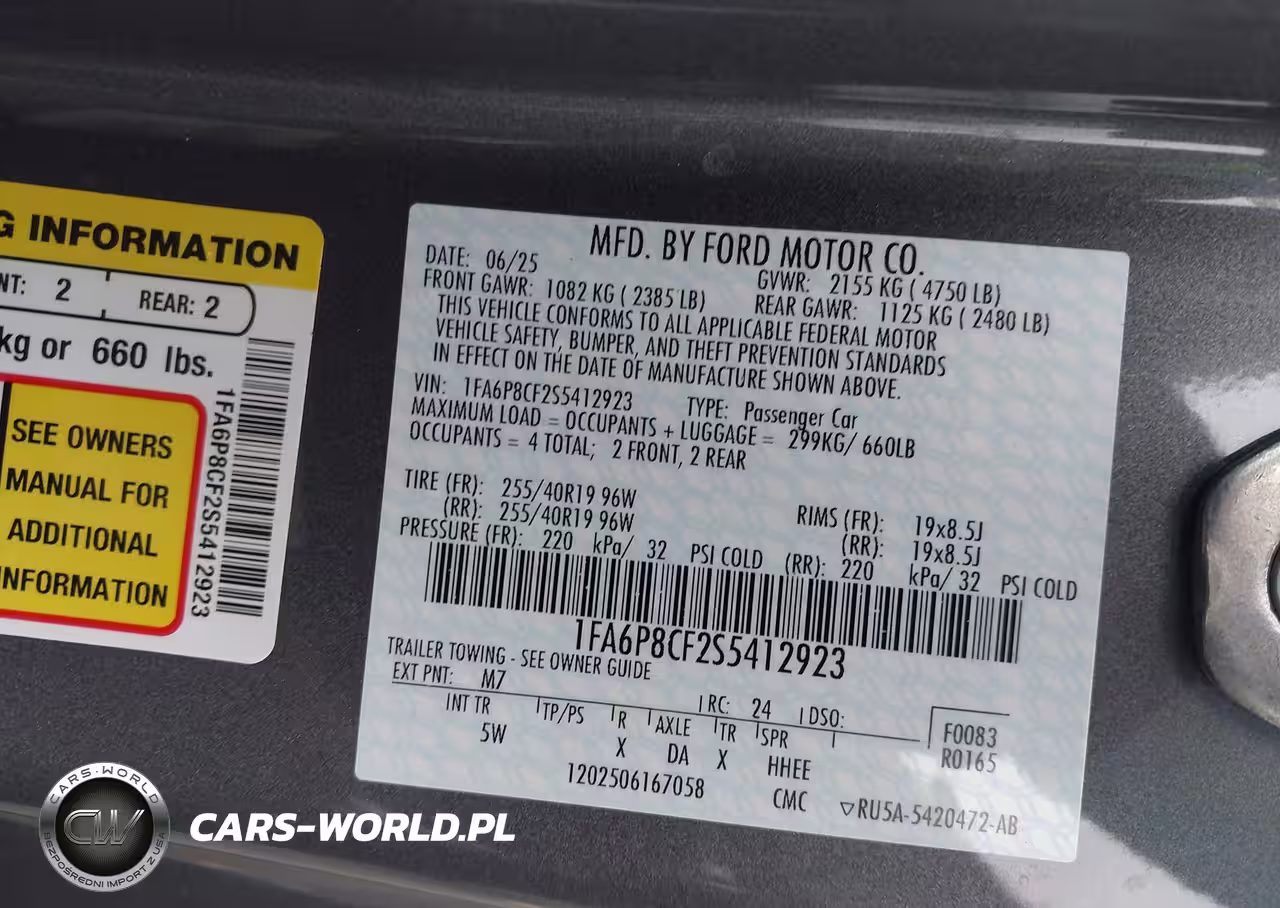 G INFORMATION
NT: 2 REAR: 2
kg or 660 lbs.
SEE OWNERS
MANUAL FOR
ADDITIONAL
INFORMATION
1FA6P8CF2S5412923
MFD. BY FORD MOTOR CO.
DATE: 06/25 GVWR: 2155 KG ( 4750 LB)
FRONT GAWR: 1082 KG ( 2385 LB) REAR GAWR: 1125 KG ( 2480 LB)
THIS VEHICLE CONFORMS TO ALL APPLICABLE FEDERAL MOTOR
VEHICLE SAFETY, BUMPER, AND THEFT PREVENTION STANDARDS
IN EFFECT ON THE DATE OF MANUFACTURE SHOWN ABOVE.
VIN: 1FA6P8CF2S5412923 TYPE: Passenger Car
MAXIMUM LOAD = OCCUPANTS + LUGGAGE = 299KG/ 660LB
OCCUPANTS = 4 TOTAL; 2 FRONT, 2 REAR
TIRE (FR): 255/40R19 96W RIMS (FR): 19x8.5J
(RR): 255/40R19 96W (RR): 19x8.5J
PRESSURE (FR): 220 kPa/ 32 PSI COLD (RR): 220 kPa/ 32 PSI COLD
1FA6P8CF2S5412923
TRAILER TOWING - SEE OWNER GUIDE
EXT PNT: M7 RC: 24 DSO:
INT TR TP/PS R AXLE TR SPR F0083
5W X DA X HHEE R0165
1202506167058 CMC ▽RU5A-5420472-AB
CARS-WORLD
CW
BEZPOŚREDNI IMPORT Z USA
CARS-WORLD.PL